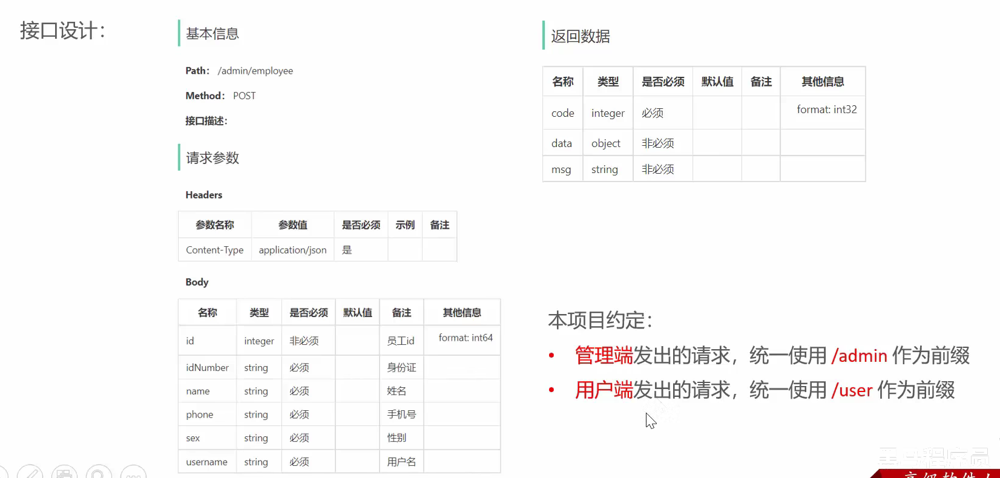 接口设计：
基本信息
Path： /admin/employee
Method： POST
接口描述：
请求参数
Headers
参数名称 参数值 是否必须 示例 备注
Content-Type application/json 是
Body
名称 类型 是否必须 默认值 备注 其他信息
id integer 非必须 员工id format: int64
idNumber string 必须 身份证
name string 必须 姓名
phone string 必须 手机号
sex string 必须 性别
username string 必须 用户名
返回数据
名称 类型 是否必须 默认值 备注 其他信息
code integer 必须 format: int32
data object 非必须
msg string 非必须
本项目约定：
• 管理端发出的请求，统一使用 /admin 作为前缀
• 用户端发出的请求，统一使用 /user 作为前缀
黑马程序员